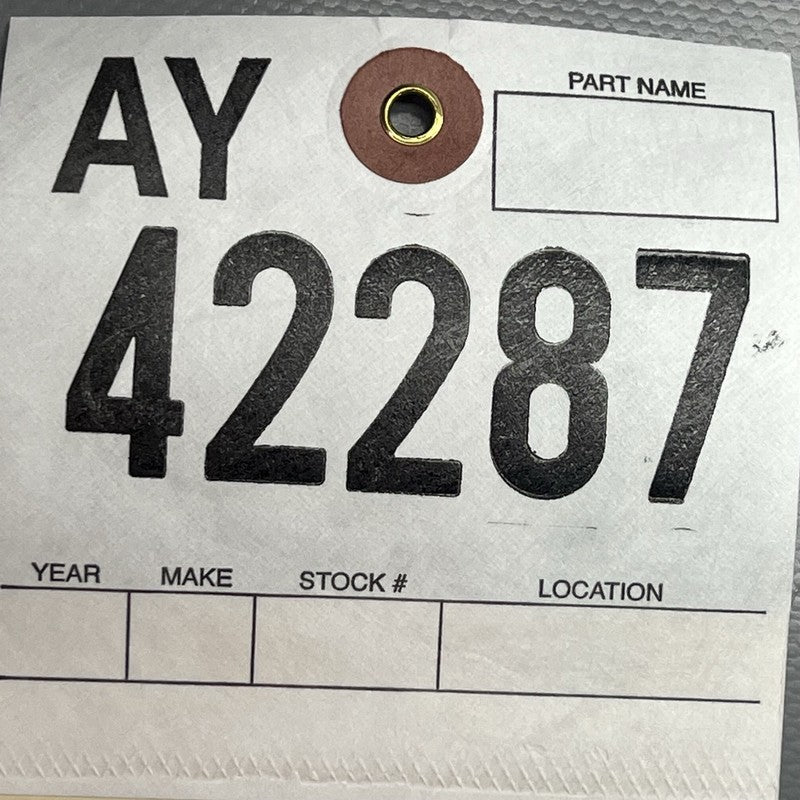 AY
PART NAME
42287
YEAR MAKE STOCK # LOCATION